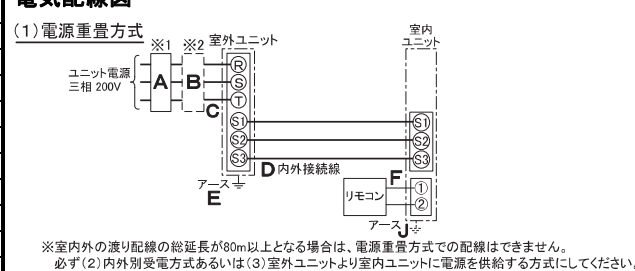 電気配線図
(1)電源重畳方式
※1 ※2 室外ユニット
室内
ユニット
ユニット電源
三相 200V
A
B
C
R
S
T
S1
S2
S3
S1
S2
S3
D 内外接続線
アース
E
F
リモコン
①
②
アース J
※室内外の渡り配線の総延長が80m以上となる場合は、電源重畳方式での配線はできません。
必ず(2)内外別受電方式あるいは(3)室外ユニットより室内ユニットに電源を供給する方式にしてください。